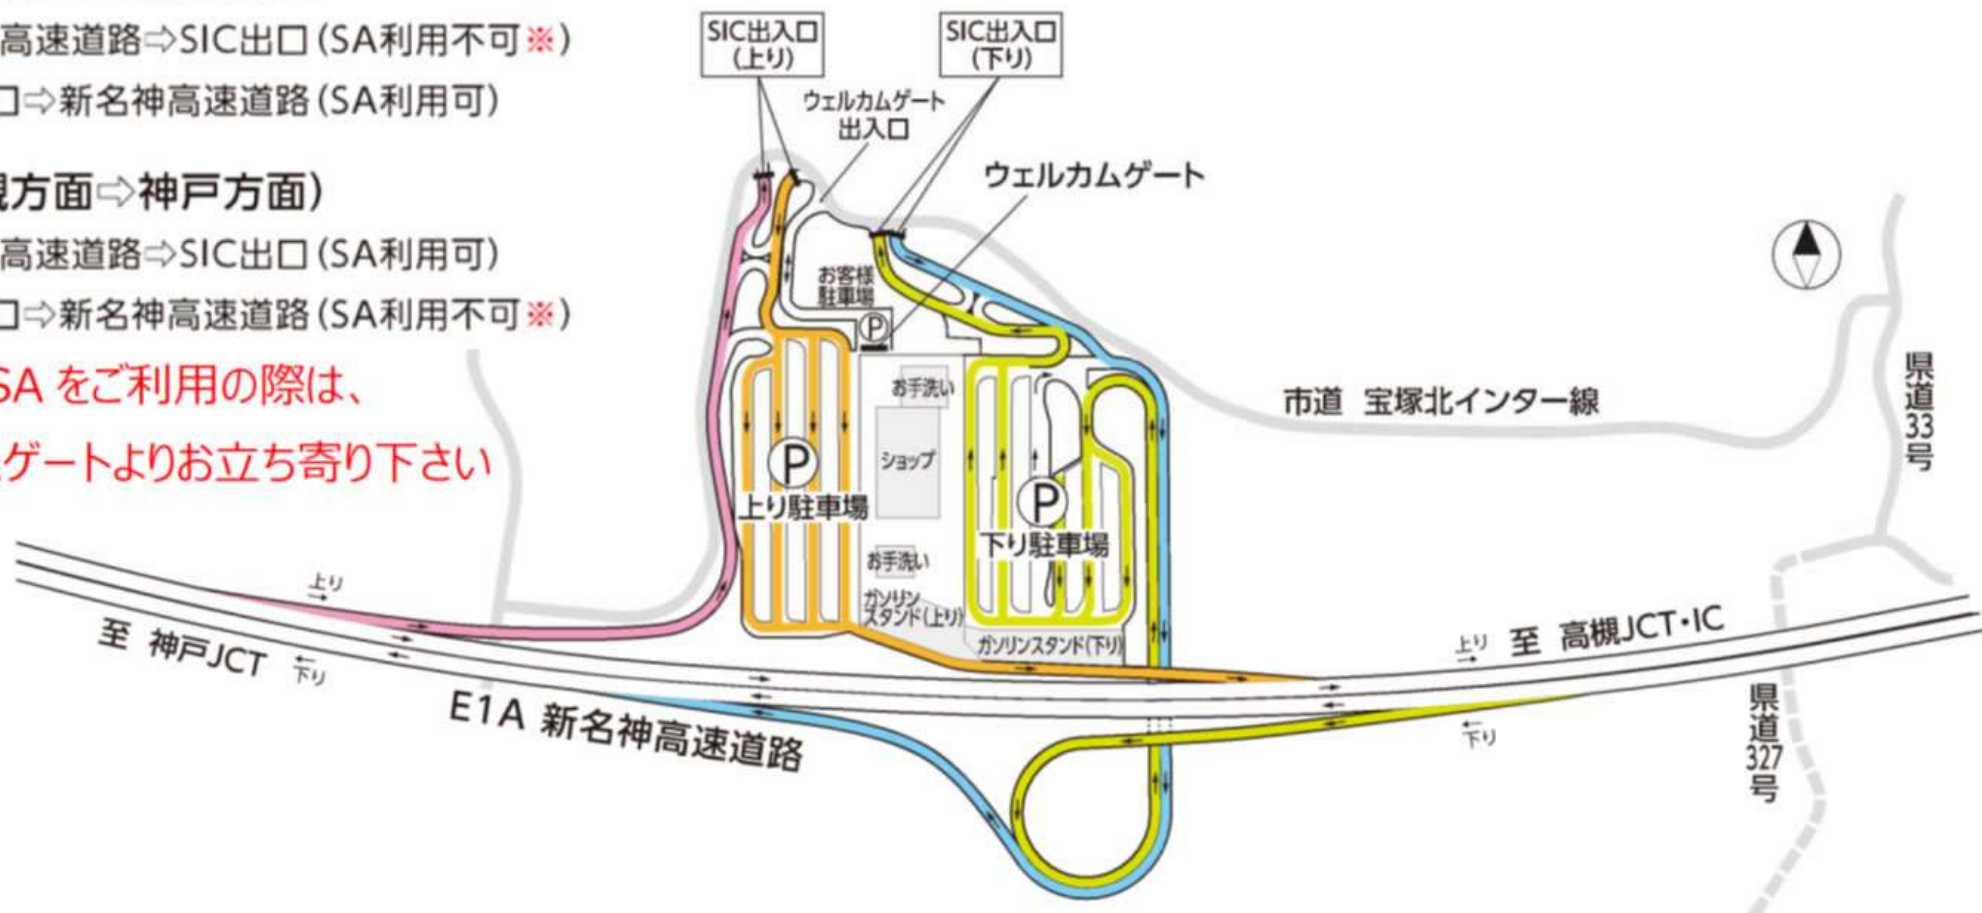 高速道路⇨SIC出口(SA利用不可※)
口⇨新名神高速道路(SA利用可)
方面⇨神戸方面)
高速道路⇨SIC出口(SA利用可)
口⇨新名神高速道路(SA利用不可※)
SAをご利用の際は、
ゲートよりお立ち寄り下さい
SIC出入口
(上り)
SIC出入口
(下り)
ウェルカムゲート
出入口
ウェルカムゲート
お客様
駐車場
P
お手洗い
ショップ
P
上り駐車場
P
下り駐車場
お手洗い
ガソリン
スタンド(上り)
ガソリンスタンド(下り)
市道 宝塚北インター線
県道33号
上り
至 神戸JCT
下り
E1A 新名神高速道路
上り
至 高槻JCT・IC
下り
県道327号